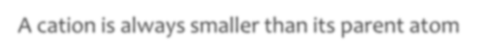 A cation is always smaller than its parent atom